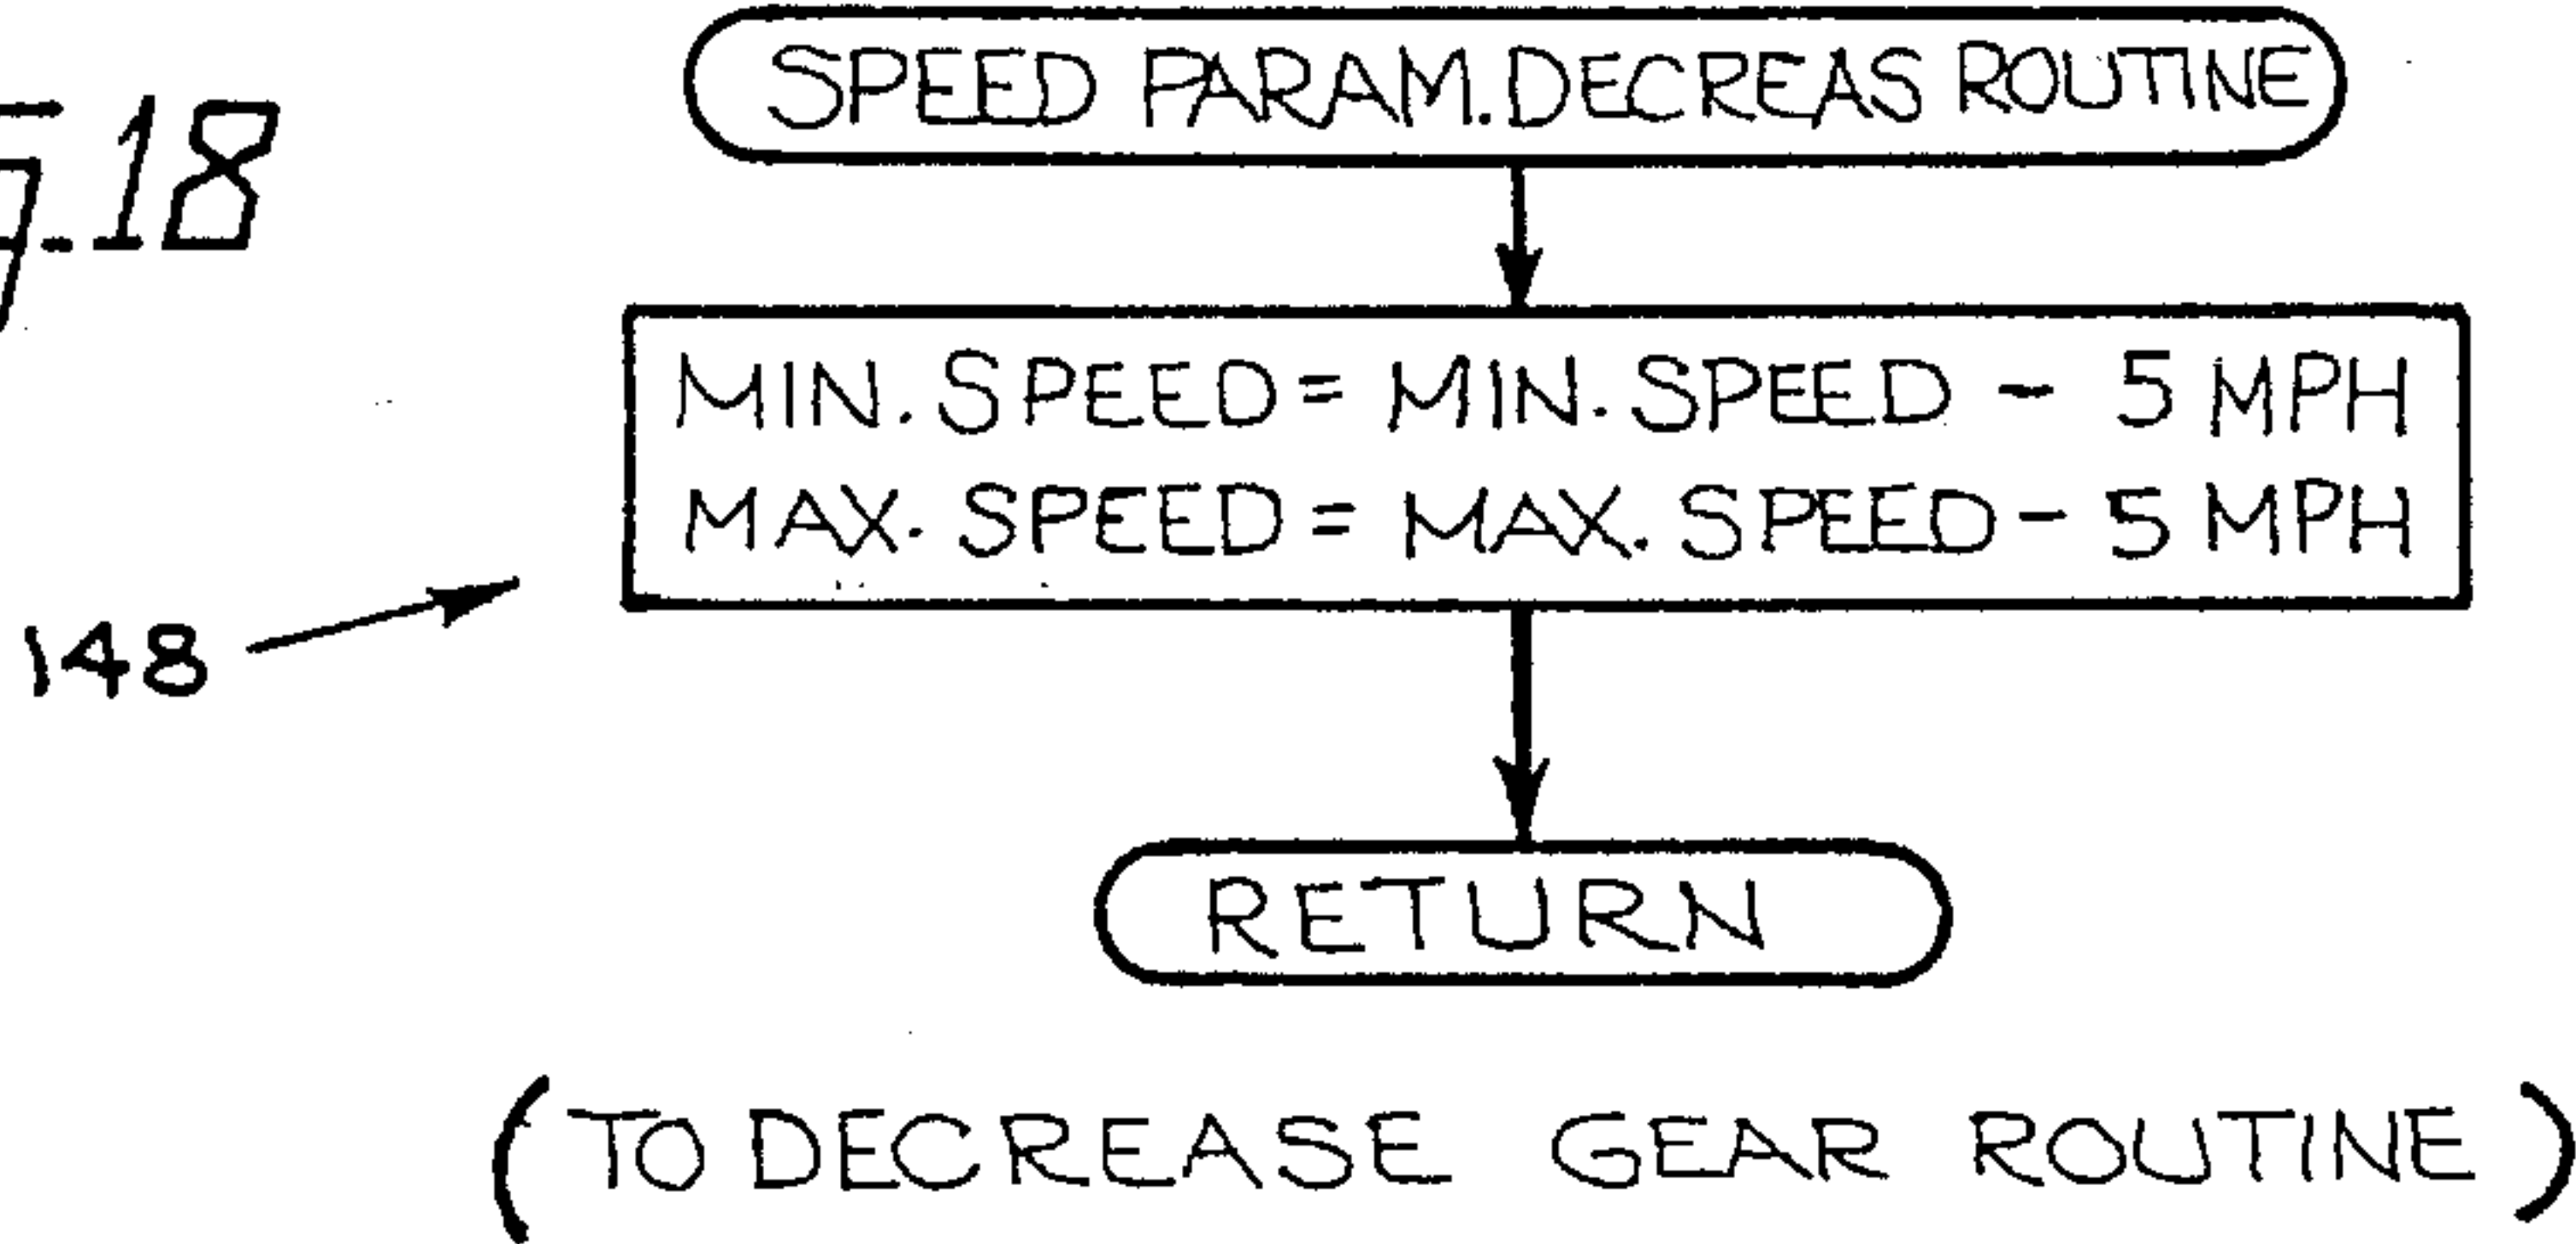 g.18
SPEED PARAM. DECREAS ROUTINE
MIN. SPEED = MIN. SPEED - 5 MPH
MAX. SPEED = MAX. SPEED - 5 MPH
148
RETURN
(TO DECREASE GEAR ROUTINE)